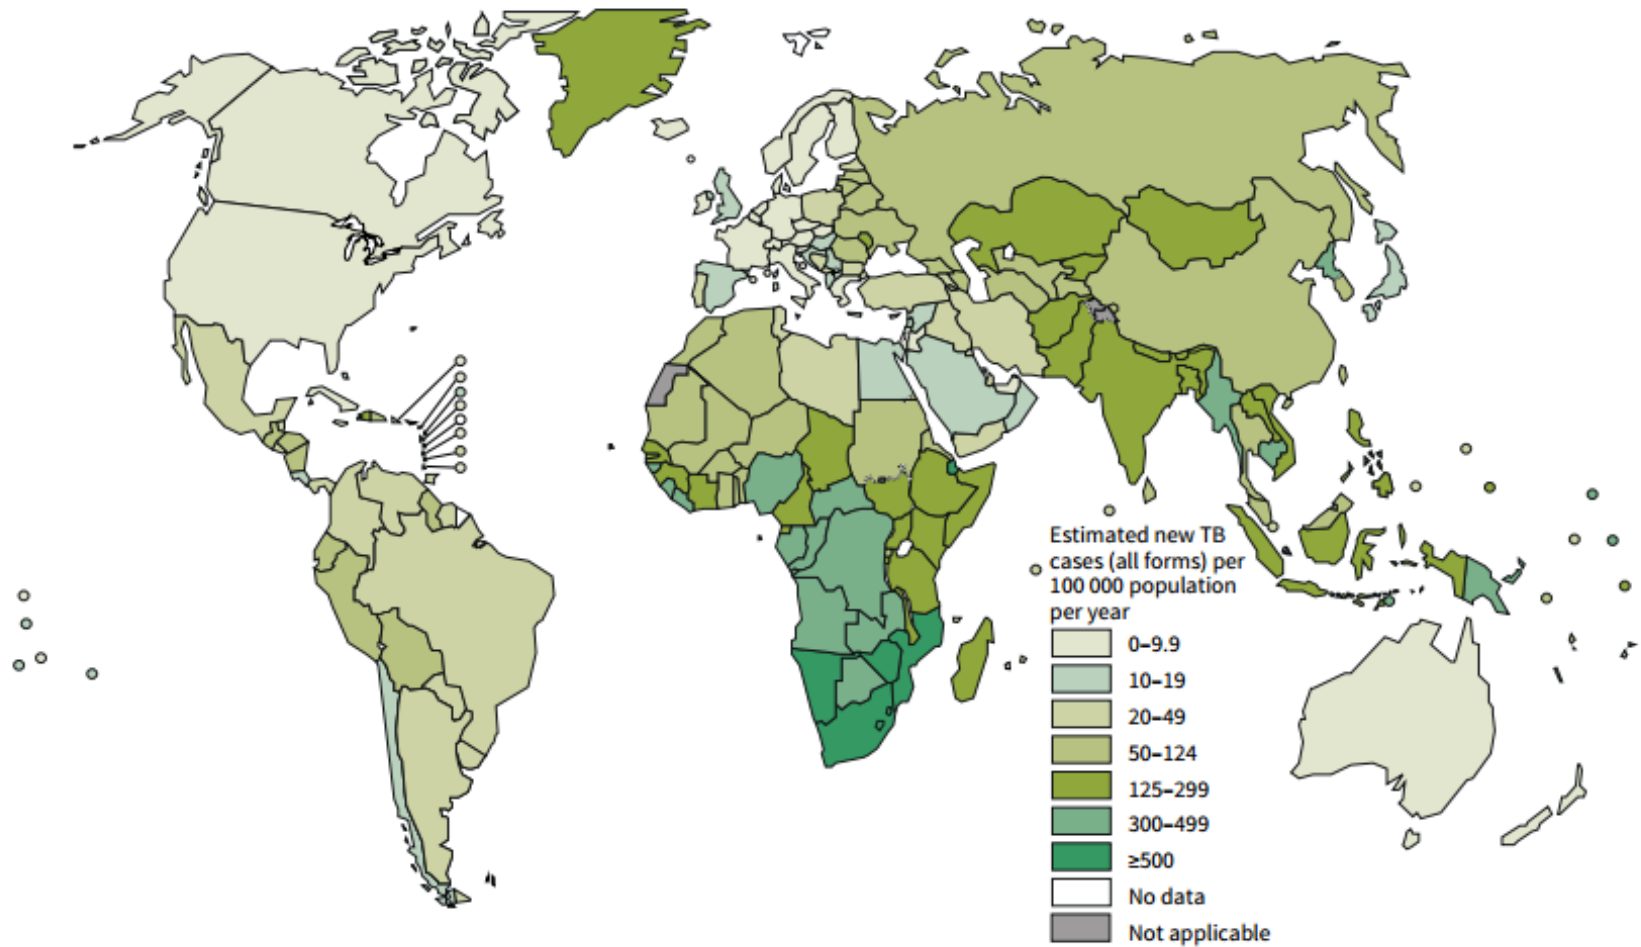 Estimated new TB
cases (all forms) per
100 000 population
per year
0–9.9
10–19
20–49
50–124
125–299
300–499
≥500
No data
Not applicable